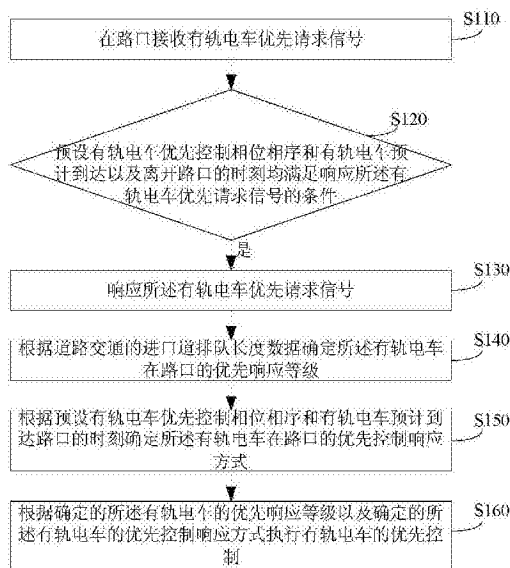 S110
在路口接收有轨电车优先请求信号
S120
预设有轨电车优先控制相位相序和有轨电车预
计到达以及离开路口的时刻均满足响应所述有
轨电车优先请求信号的条件
是
S130
响应所述有轨电车优先请求信号
S140
根据道路交通的进口道排队长度数据确定所述有轨电车
在路口的优先响应等级
S150
根据预设有轨电车优先控制相位相序和有轨电车预计到
达路口的时刻确定所述有轨电车在路口的优先控制响应
方式
S160
根据确定的所述有轨电车的优先响应等级以及确定的所
述有轨电车的优先控制响应方式执行有轨电车的优先控
制